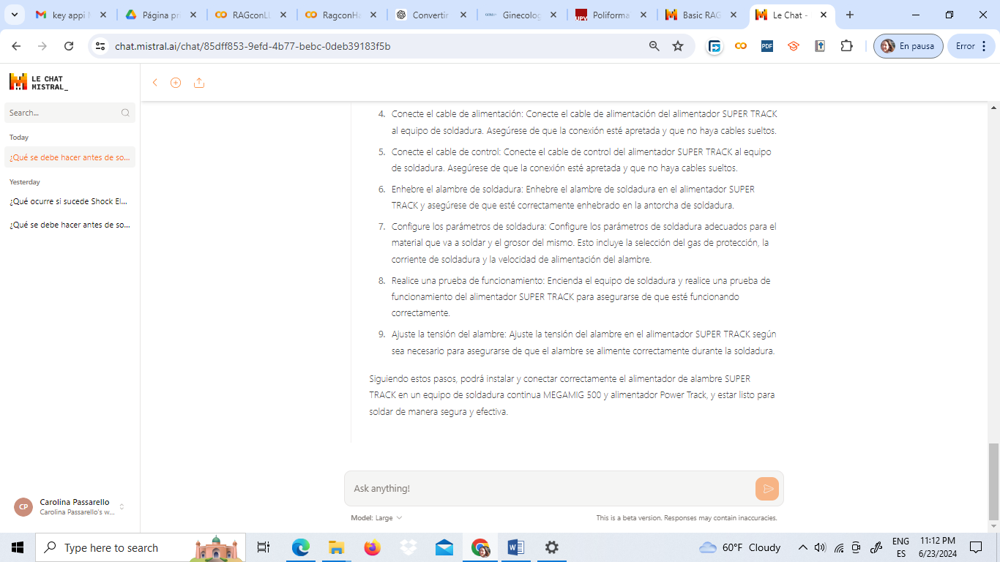 key appi
Página pri
RAGconLL
RagconHa
Convertir
Ginecolog
Poliforma
Basic RAG
Le Chat -
chat.mistral.ai/chat/85dff853-9efd-4b77-bebc-0deb39183f5b
PDF
En pausa
Error
LE CHAT
MISTRAL_
Search...
Today
¿Qué se debe hacer antes de so...
Yesterday
¿Qué ocurre si sucede Shock El...
¿Qué se debe hacer antes de so...
4. Conecte el cable de alimentación: Conecte el cable de alimentación del alimentador SUPER TRACK
al equipo de soldadura. Asegúrese de que la conexión esté apretada y que no haya cables sueltos.
5. Conecte el cable de control: Conecte el cable de control del alimentador SUPER TRACK al equipo
de soldadura. Asegúrese de que la conexión esté apretada y que no haya cables sueltos.
6. Enhebre el alambre de soldadura: Enhebre el alambre de soldadura en el alimentador SUPER
TRACK y asegúrese de que esté correctamente enhebrado en la antorcha de soldadura.
7. Configure los parámetros de soldadura: Configure los parámetros de soldadura adecuados para el
material que va a soldar y el grosor del mismo. Esto incluye la selección del gas de protección, la
corriente de soldadura y la velocidad de alimentación del alambre.
8. Realice una prueba de funcionamiento: Encienda el equipo de soldadura y realice una prueba de
funcionamiento del alimentador SUPER TRACK para asegurarse de que esté funcionando
correctamente.
9. Ajuste la tensión del alambre: Ajuste la tensión del alambre en el alimentador SUPER TRACK según
sea necesario para asegurarse de que el alambre se alimente correctamente durante la soldadura.
Siguiendo estos pasos, podrá instalar y conectar correctamente el alimentador de alambre SUPER
TRACK en un equipo de soldadura continua MEGAMIG 500 y alimentador Power Track, y estar listo para
soldar de manera segura y efectiva.
Ask anything!
Model: Large
This is a beta version. Responses may contain inaccuracies.
CP
Carolina Passarello
Carolina Passarello's w...
Type here to search
60°F Cloudy
ENG
ES
11:12 PM
6/23/2024